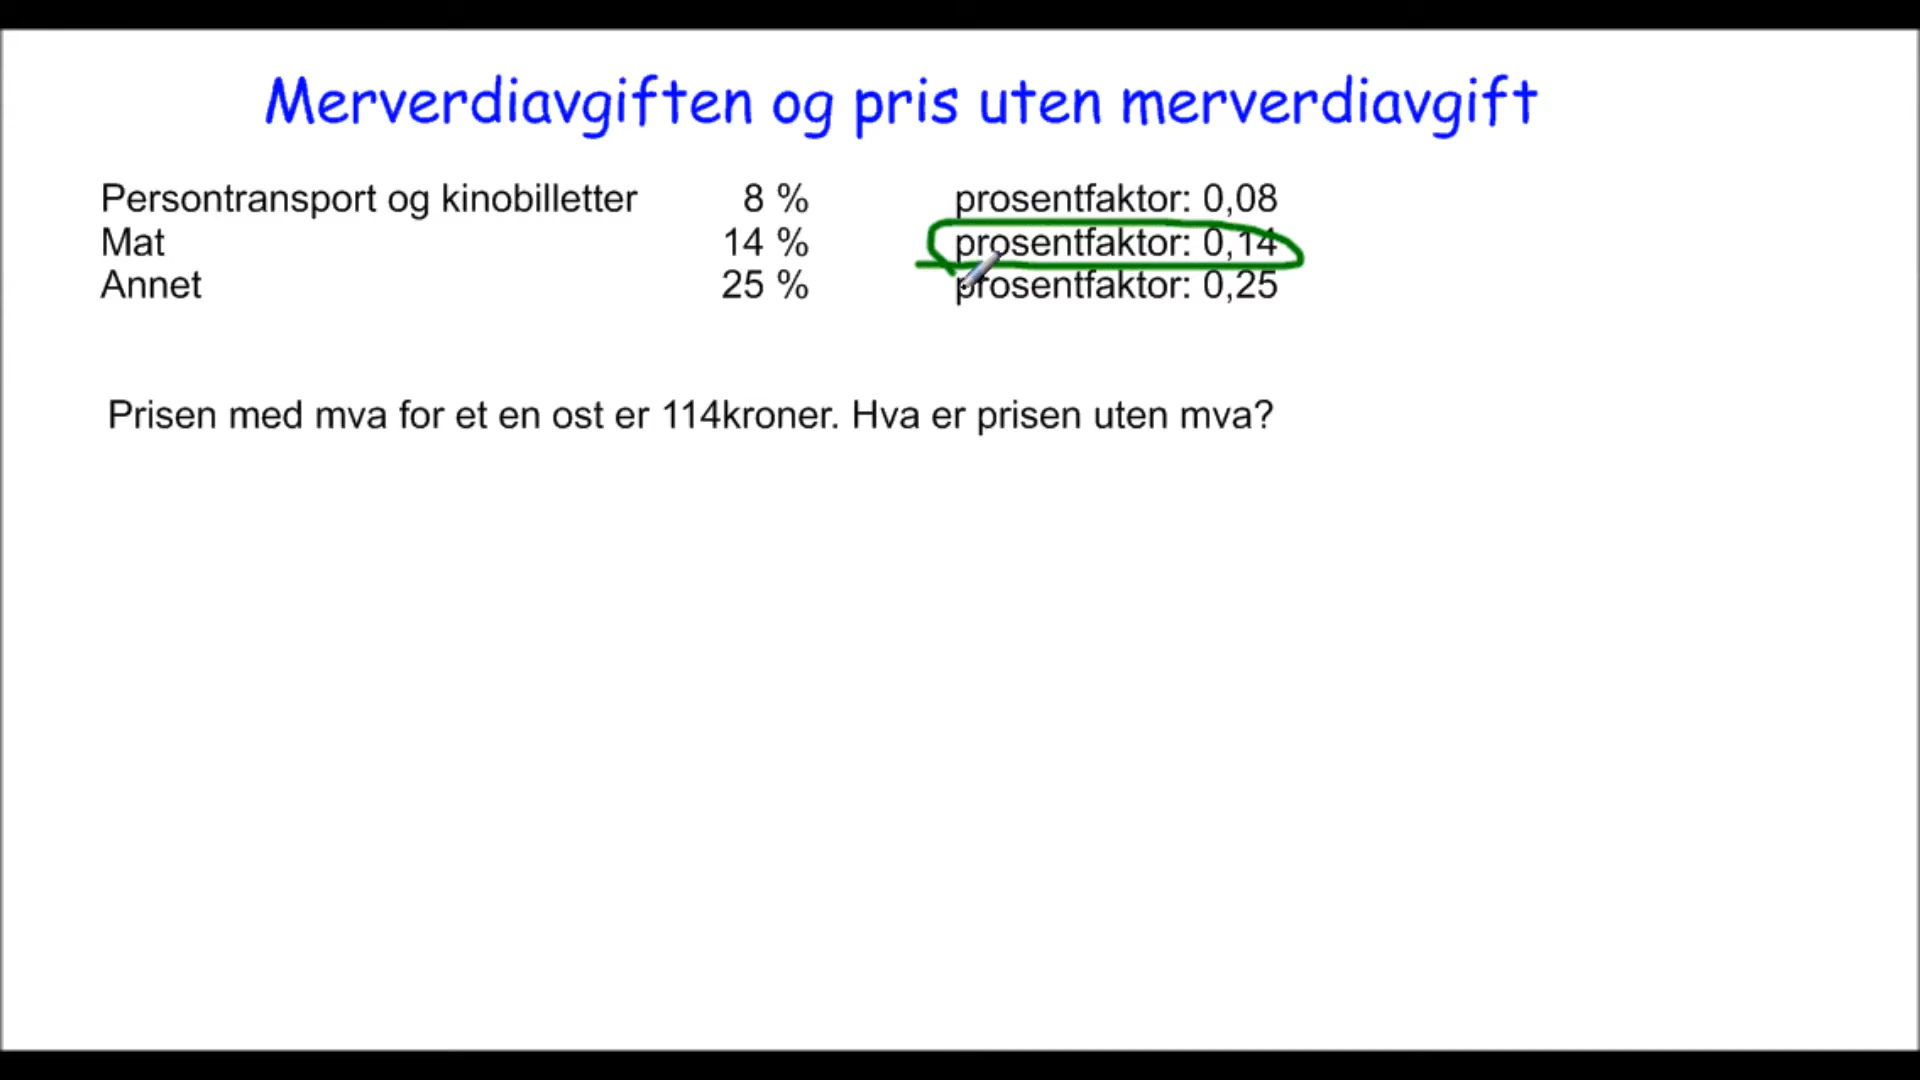 Merverdiavgiften og pris uten merverdiavgift
Persontransport og kinobilletter 8 % prosentfaktor: 0,08
Mat 14 % prosentfaktor: 0,14
Annet 25 % prosentfaktor: 0,25
Prisen med mva for et en ost er 114kroner. Hva er prisen uten mva?